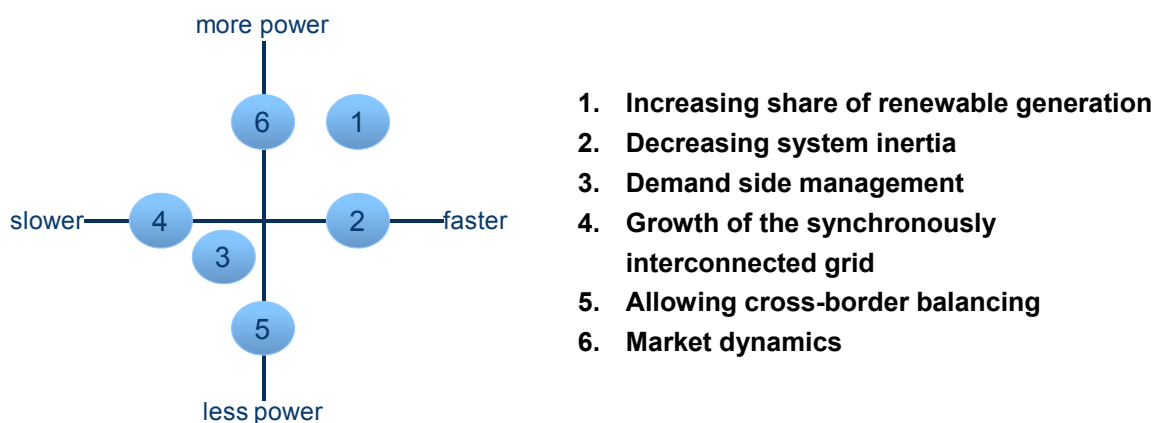 more power
6
1
slower
4
2
faster
3
5
less power
1. Increasing share of renewable generation
2. Decreasing system inertia
3. Demand side management
4. Growth of the synchronously
interconnected grid
5. Allowing cross-border balancing
6. Market dynamics